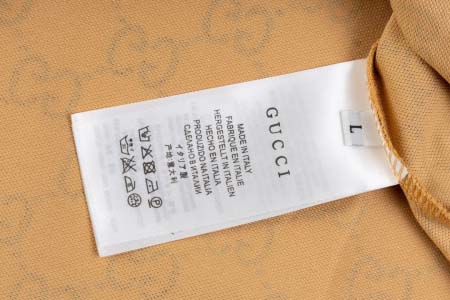 GUCCI
MADE IN ITALY
FABRIQUE EN ITALIE
HERGESTELLT IN ITALIEN
HECHO EN ITALIA
PRODUZIDO NA ITALIA
СДЕЛАНО В ИТАЛИИ
イタリア製
产地:意大利
L